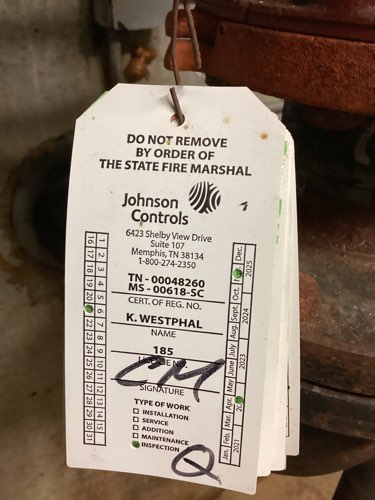 DO NOT REMOVE
BY ORDER OF
THE STATE FIRE MARSHAL
Johnson
Controls
6423 Shelby View Drive
Suite 107
Memphis, TN 38134
1-800-274-2350
TN - 00048260
MS - 00618-SC
CERT. OF REG. NO.
K. WESTPHAL
NAME
185
SIGNATURE
TYPE OF WORK
INSTALLATION
SERVICE
ADDITION
MAINTENANCE
INSPECTION
Q
1 2 3 4 5 6 7 8 9 10 11 12 13 14 15
16 17 18 19 20 22 23 24 25 26 27 28 29 30 31
Jan. Feb. Mar. Apr. May June July Aug. Sept. Oct. Dec.
2021 2023 2024 2025